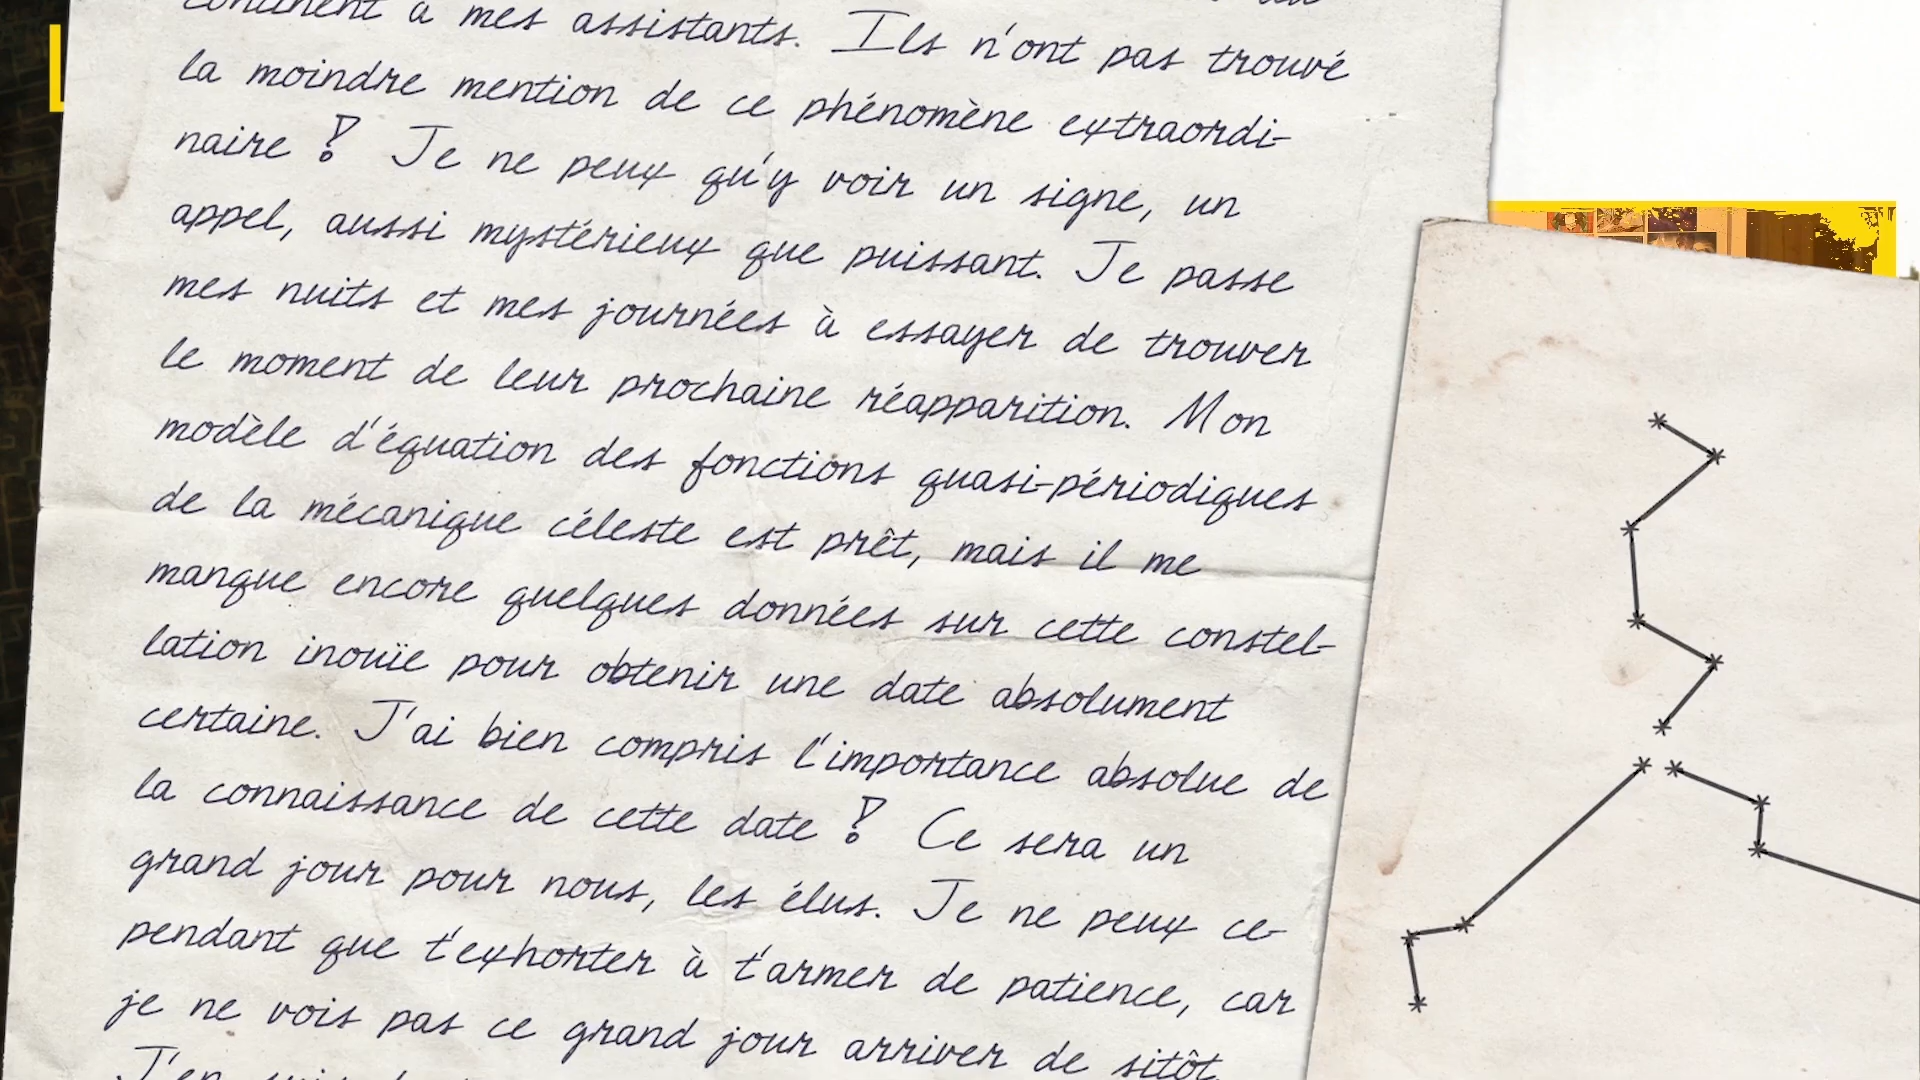 à mes assistants. Ils n'ont pas trouvé
la moindre mention de ce phénomène extraordi-
naire ! Je ne peux qu'y voir un signe, un
appel, aussi mystérieux que puissant. Je passe
mes nuits et mes journées à essayer de trouver
le moment de leur prochaine réapparition. Mon
modèle d'équation des fonctions quasi-périodiques
de la mécanique céleste est prêt, mais il me
manque encore quelques données sur cette constel-
lation inouïe pour obtenir une date absolument
certaine. J'ai bien compris l'importance absolue de
la connaissance de cette date ! Ce sera un
grand jour pour nous, les élus. Je ne peux ce-
pendant que t'exhorter à t'armer de patience, car
je ne vois pas ce grand jour arriver de sitôt.
J'en